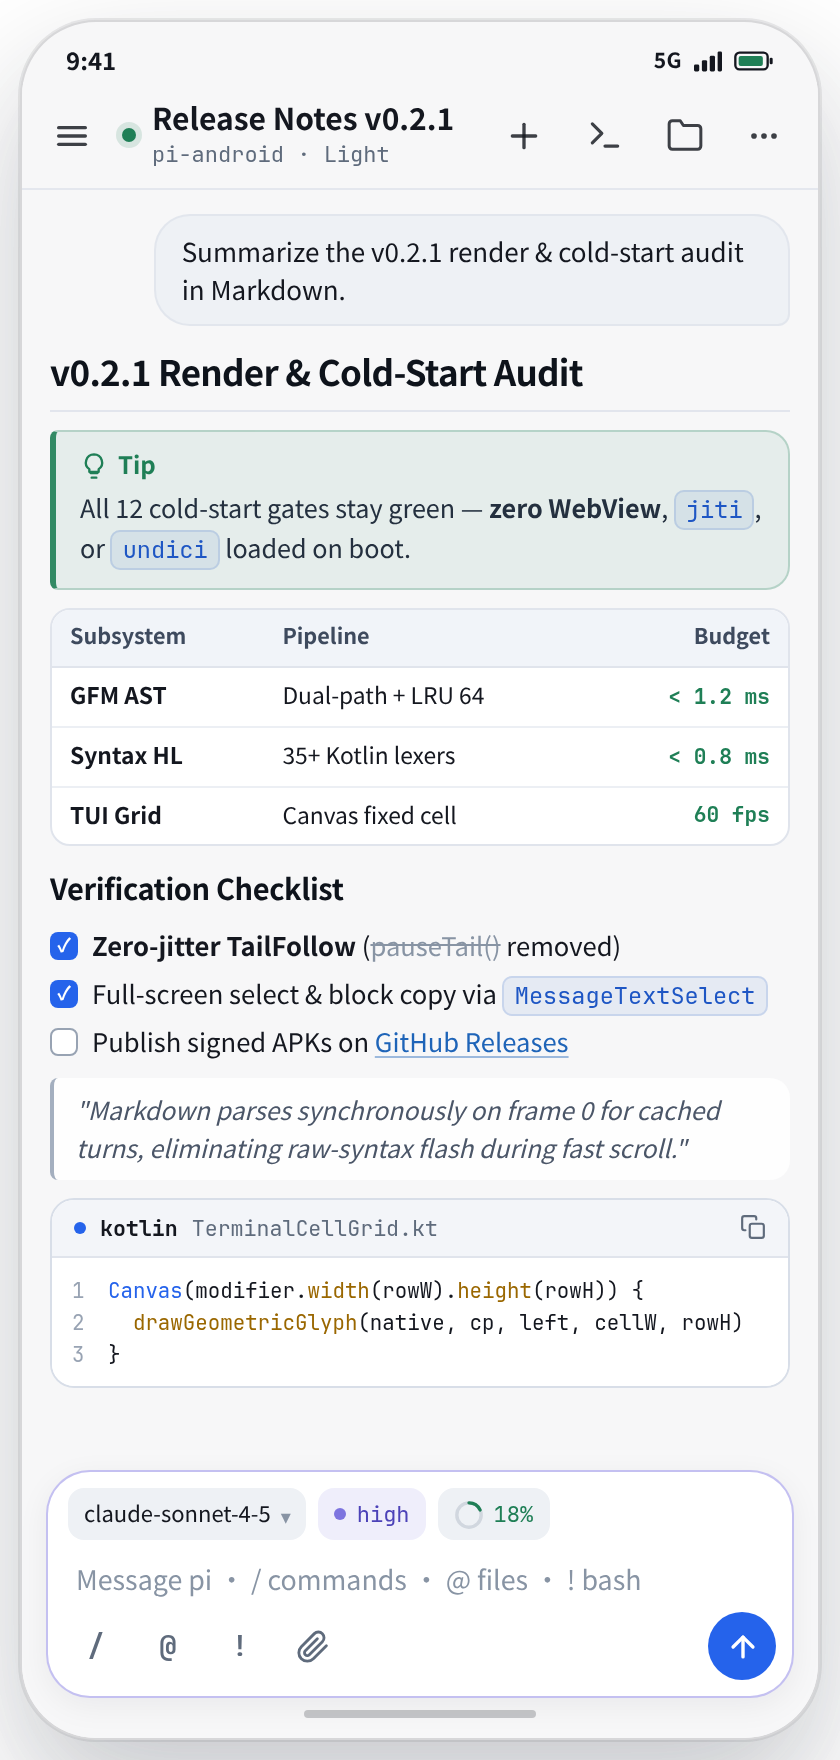 9:41
5G
Release Notes v0.2.1
pi-android · Light
Summarize the v0.2.1 render & cold-start audit
in Markdown.
v0.2.1 Render & Cold-Start Audit
Tip
All 12 cold-start gates stay green — zero WebView, jiti,
or undici loaded on boot.
Subsystem Pipeline Budget
GFM AST Dual-path + LRU 64 < 1.2 ms
Syntax HL 35+ Kotlin lexers < 0.8 ms
TUI Grid Canvas fixed cell 60 fps
Verification Checklist
Zero-jitter TailFollow (pauseTail() removed)
Full-screen select & block copy via MessageTextSelect
Publish signed APKs on GitHub Releases
"Markdown parses synchronously on frame 0 for cached
turns, eliminating raw-syntax flash during fast scroll."
kotlin TerminalCellGrid.kt
1 Canvas(modifier.width(rowW).height(rowH)) {
2 drawGeometricGlyph(native, cp, left, cellW, rowH)
3 }
claude-sonnet-4-5 ▾ high 18%
Message pi • / commands • @ files • ! bash
/ @ !